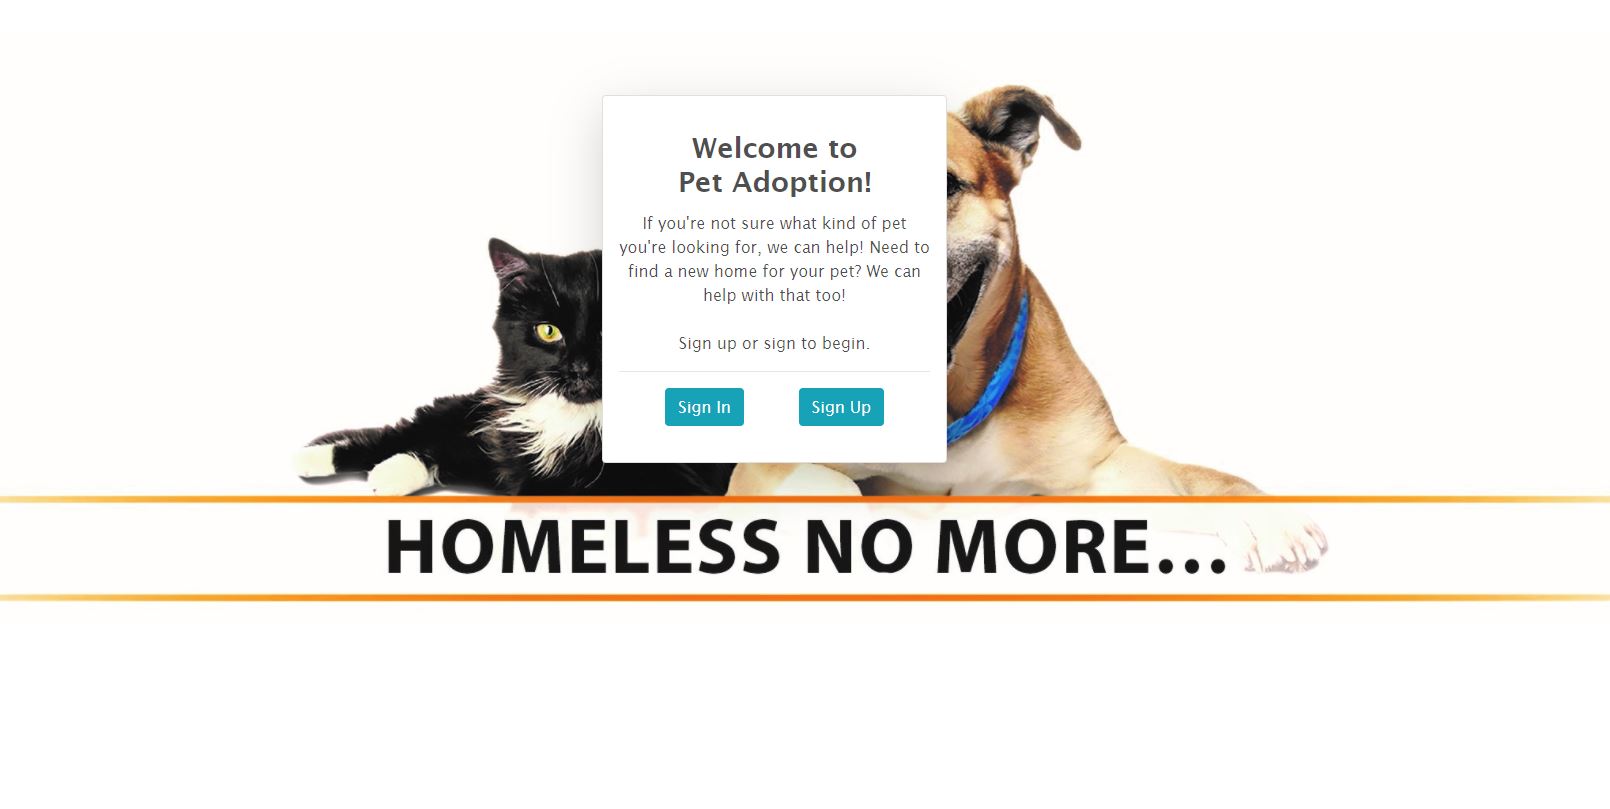 Welcome to
Pet Adoption!
If you're not sure what kind of pet
you're looking for, we can help! Need to
find a new home for your pet? We can
help with that too!
Sign up or sign to begin.
Sign In
Sign Up
HOMELESS NO MORE...